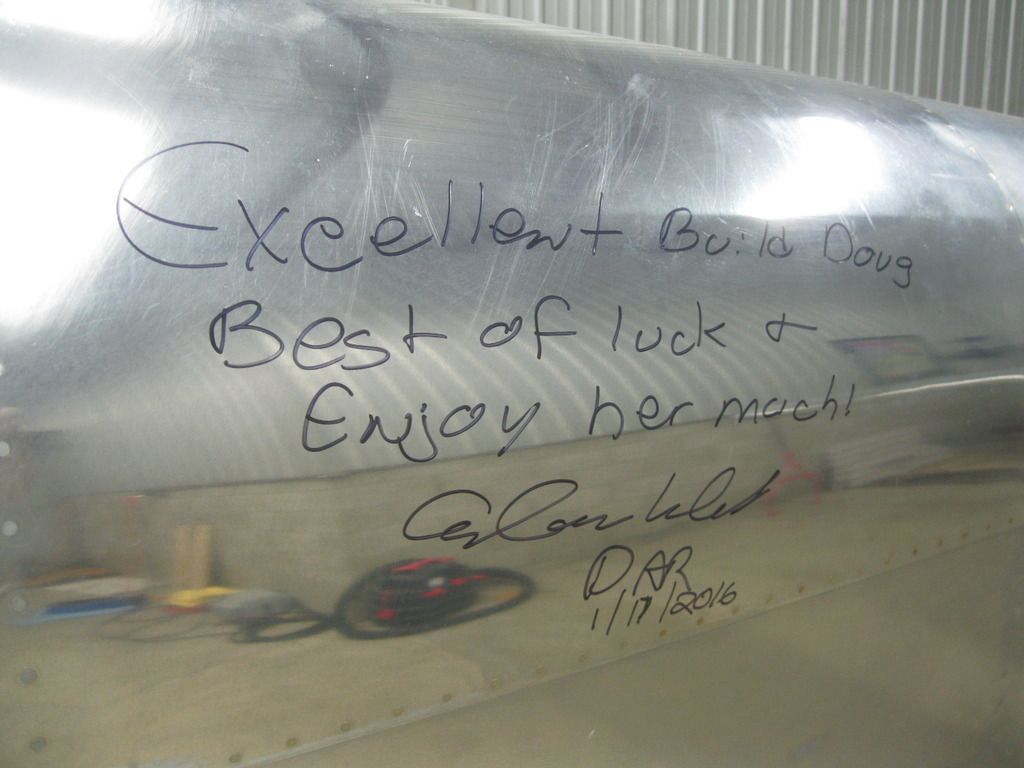 Excellent Build Doug
Best of luck +
Enjoy her much!
DAR
1/17/2016